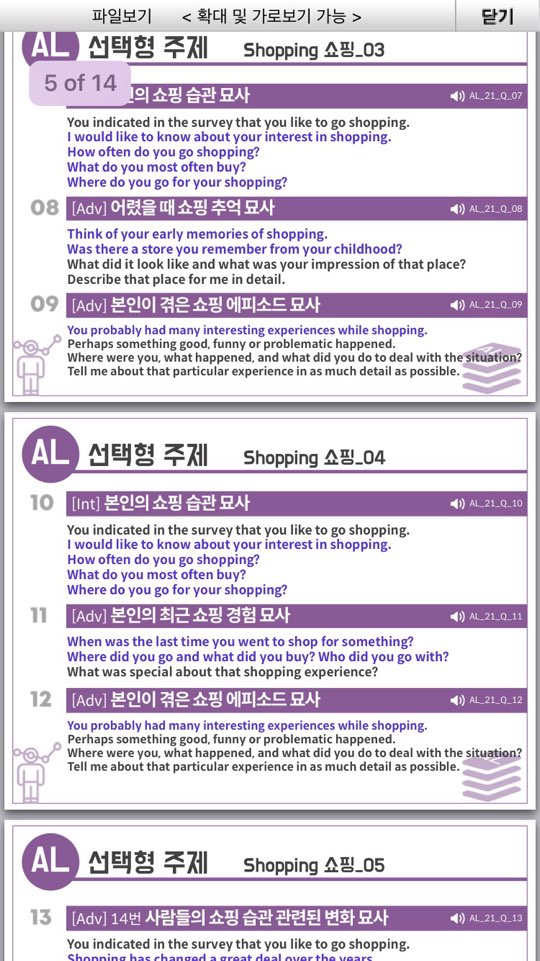 파일보기 < 확대 및 가로보기 가능 > 닫기
AL 선택형 주제 Shopping 쇼핑_03
5 of 14
의 쇼핑 습관 묘사 AL_21_Q_07
You indicated in the survey that you like to go shopping.
I would like to know about your interest in shopping.
How often do you go shopping?
What do you most often buy?
Where do you go for your shopping?
08 [Adv] 어렸을 때 쇼핑 추억 묘사 AL_21_Q_08
Think of your early memories of shopping.
Was there a store you remember from your childhood?
What did it look like and what was your impression of that place?
Describe that place for me in detail.
09 [Adv] 본인이 겪은 쇼핑 에피소드 묘사 AL_21_Q_09
You probably had many interesting experiences while shopping.
Perhaps something good, funny or problematic happened.
Where were you, what happened, and what did you do to deal with the situation?
Tell me about that particular experience in as much detail as possible.
AL 선택형 주제 Shopping 쇼핑_04
10 [Int] 본인의 쇼핑 습관 묘사 AL_21_Q_10
You indicated in the survey that you like to go shopping.
I would like to know about your interest in shopping.
How often do you go shopping?
What do you most often buy?
Where do you go for your shopping?
11 [Adv] 본인의 최근 쇼핑 경험 묘사 AL_21_Q_11
When was the last time you went to shop for something?
Where did you go and what did you buy? Who did you go with?
What was special about that shopping experience?
12 [Adv] 본인이 겪은 쇼핑 에피소드 묘사 AL_21_Q_12
You probably had many interesting experiences while shopping.
Perhaps something good, funny or problematic happened.
Where were you, what happened, and what did you do to deal with the situation?
Tell me about that particular experience in as much detail as possible.
AL 선택형 주제 Shopping 쇼핑_05
13 [Adv] 14번 사람들의 쇼핑 습관 관련된 변화 묘사 AL_21_Q_13
You indicated in the survey that you like to go shopping.
Shopping has changed a great deal over the years.